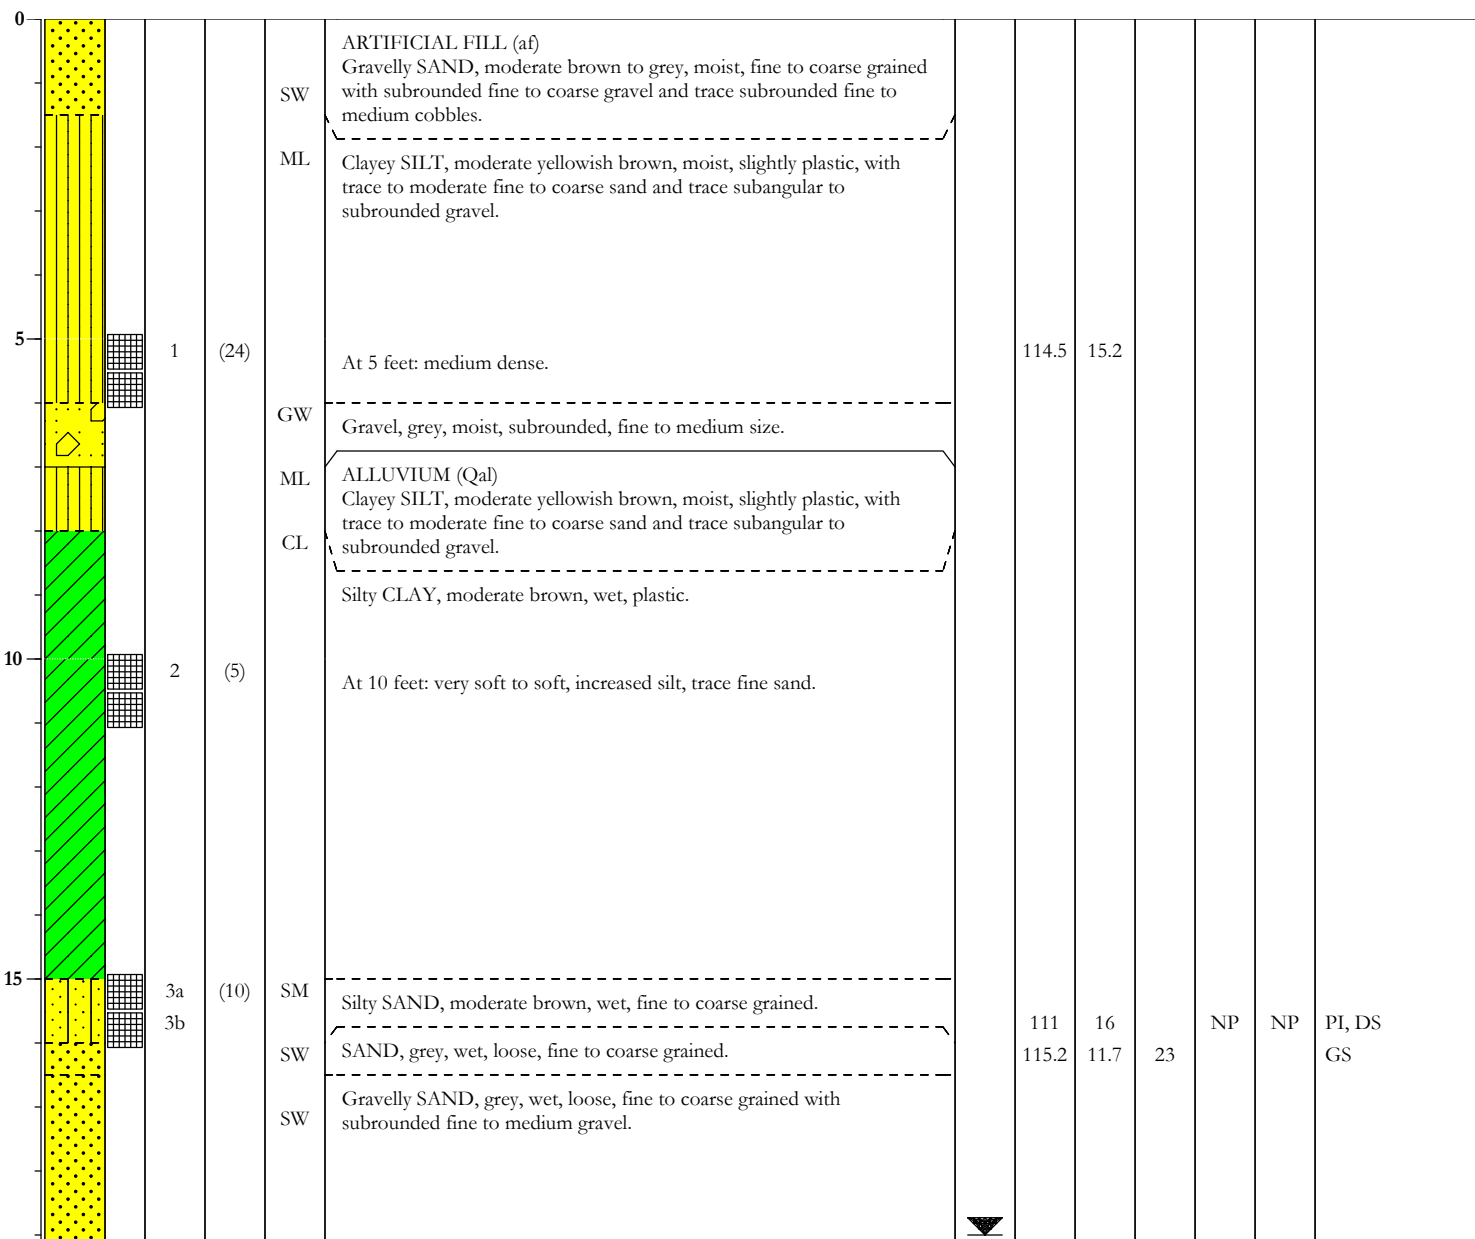 0
ARTIFICIAL FILL (af)
Gravelly SAND, moderate brown to grey, moist, fine to coarse grained
SW
with subrounded fine to coarse gravel and trace subrounded fine to
medium cobbles.
ML
Clayey SILT, moderate yellowish brown, moist, slightly plastic, with
trace to moderate fine to coarse sand and trace subangular to
subrounded gravel.
5 1 (24) At 5 feet: medium dense. 114.5 15.2
GW
Gravel, grey, moist, subrounded, fine to medium size.
ML
ALLUVIUM (Qal)
Clayey SILT, moderate yellowish brown, moist, slightly plastic, with
trace to moderate fine to coarse sand and trace subangular to
CL
subrounded gravel.
Silty CLAY, moderate brown, wet, plastic.
10 2 (5) At 10 feet: very soft to soft, increased silt, trace fine sand.
15 3a (10) SM Silty SAND, moderate brown, wet, fine to coarse grained.
3b 111 16 NP NP PI, DS
SW SAND, grey, wet, loose, fine to coarse grained. 115.2 11.7 23 GS
Gravelly SAND, grey, wet, loose, fine to coarse grained with
SW subrounded fine to medium gravel.